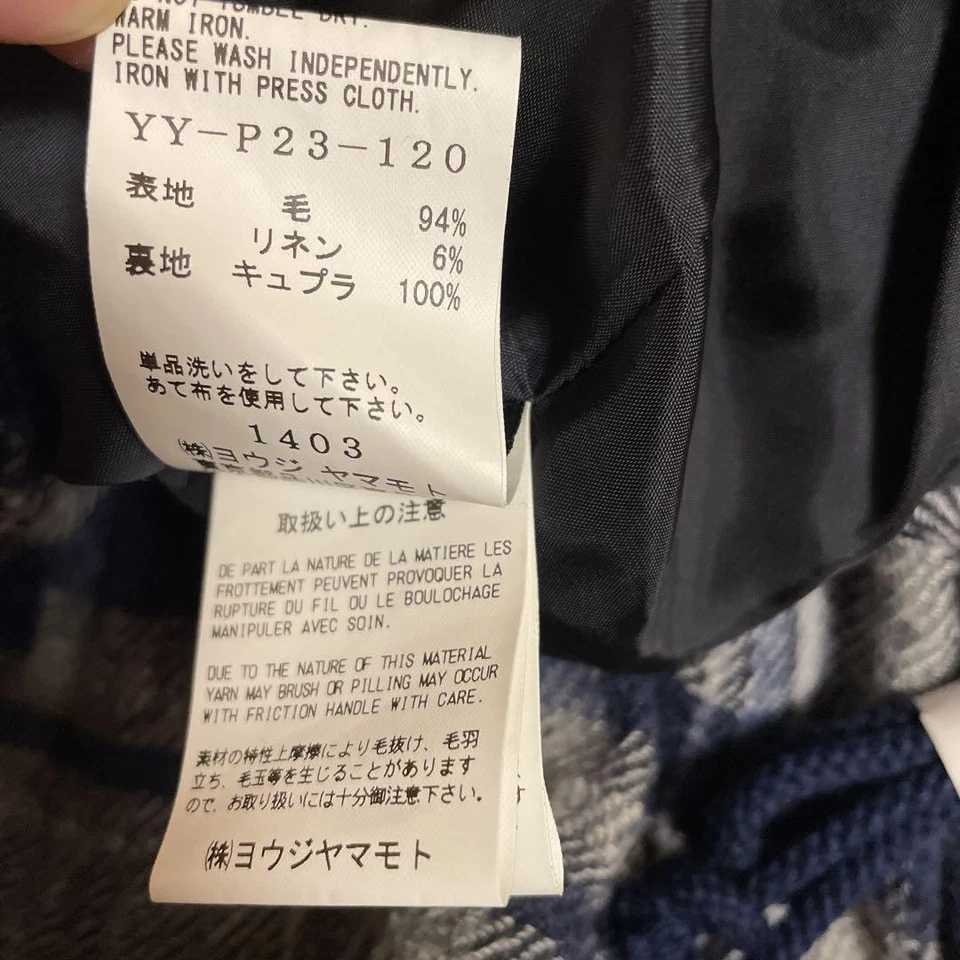 NOT TUMBLE DRY.
WARM IRON.
PLEASE WASH INDEPENDENTLY.
IRON WITH PRESS CLOTH.
YY-P23-120
表地 毛 94%
リネン 6%
裏地 キュプラ 100%
単品洗いをして下さい。
あて布を使用して下さい。
1403
㈱ヨウジ ヤマモト
取扱い上の注意
DE PART LA NATURE DE LA MATIERE LES
FROTTEMENT PEUVENT PROVOQUER LA
RUPTURE DU FIL OU LE BOULOCHAGE
MANIPULER AVEC SOIN.
DUE TO THE NATURE OF THIS MATERIAL
YARN MAY BRUSH OR PILLING MAY OCCUR
WITH FRICTION HANDLE WITH CARE.
素材の特性上摩擦により毛抜け、毛羽
立ち、毛玉等を生じることがあります
ので、お取り扱いには十分御注意下さい。
㈱ヨウジヤマモト